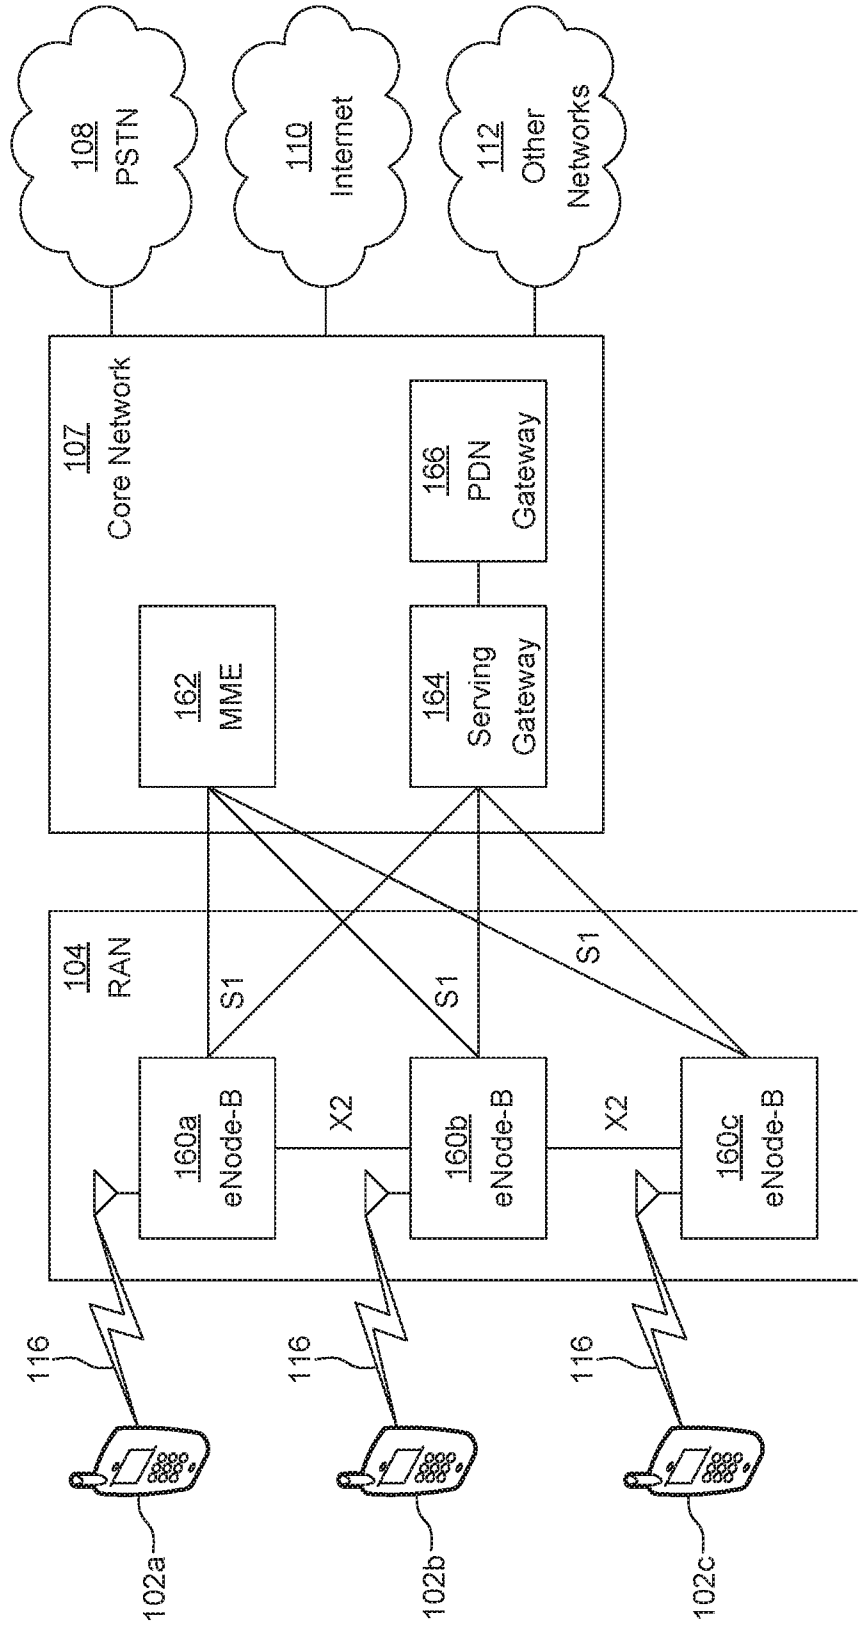 102a
116
160a
eNode-B
X2
102b
116
160b
eNode-B
X2
102c
116
160c
eNode-B
104
RAN
S1
S1
S1
107
Core Network
162
MME
164
Serving
Gateway
166
PDN
Gateway
108
PSTN
110
Internet
112
Other
Networks